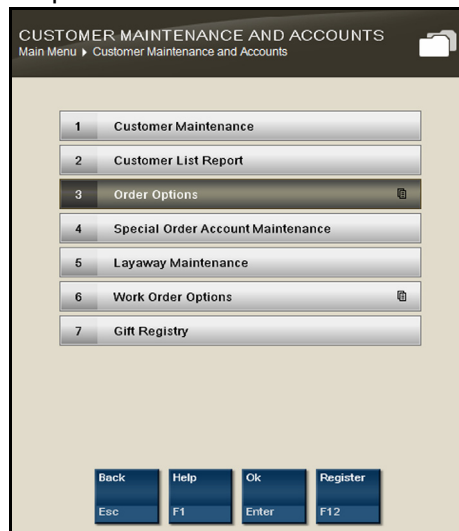 CUSTOMER MAINTENANCE AND ACCOUNTS
Main Menu ▸ Customer Maintenance and Accounts
1 Customer Maintenance
2 Customer List Report
3 Order Options
4 Special Order Account Maintenance
5 Layaway Maintenance
6 Work Order Options
7 Gift Registry
Back Help Ok Register
Esc F1 Enter F12